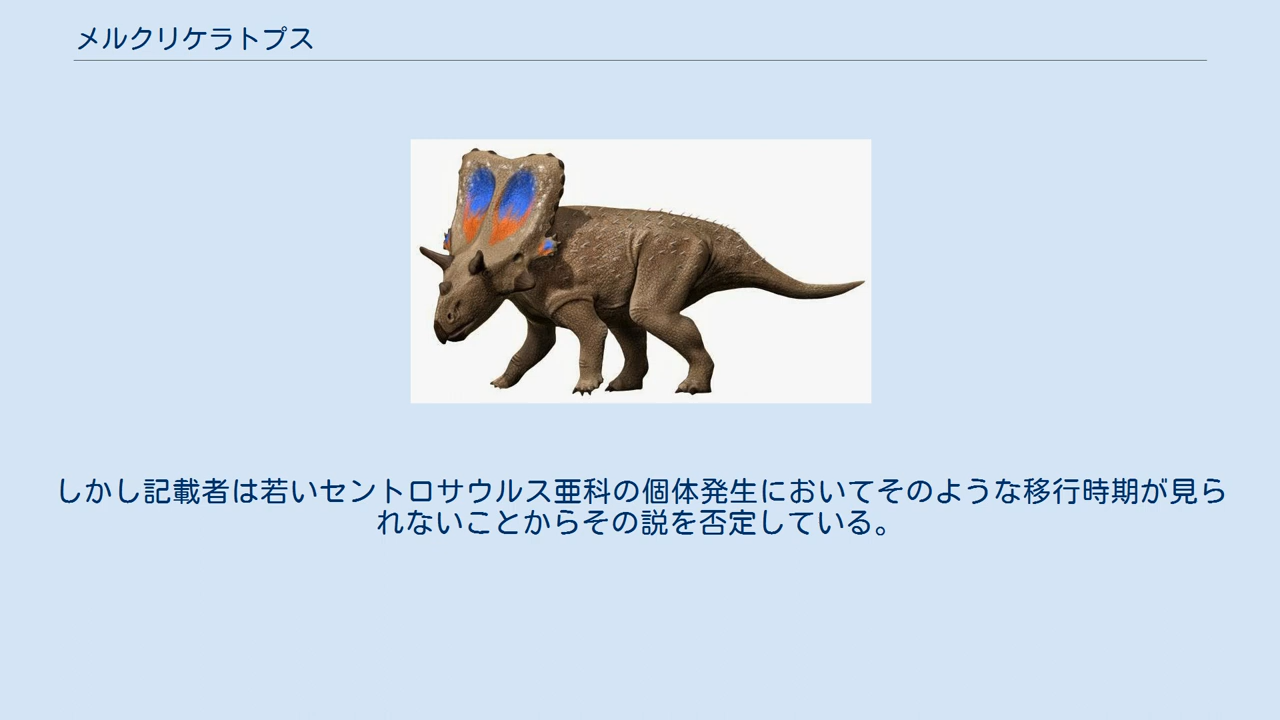 メルクリケラトプス
しかし記載者は若いセントロサウルス亜科の個体発生においてそのような移行時期が見ら
れないことからその説を否定している。